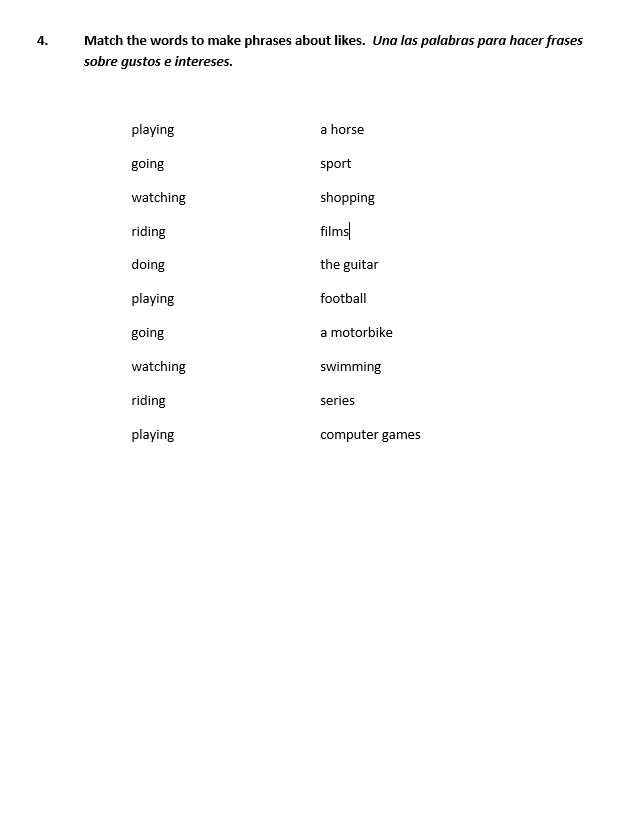 4. Match the words to make phrases about likes. Una las palabras para hacer frases
sobre gustos e intereses.
playing a horse
going sport
watching shopping
riding films
doing the guitar
playing football
going a motorbike
watching swimming
riding series
playing computer games